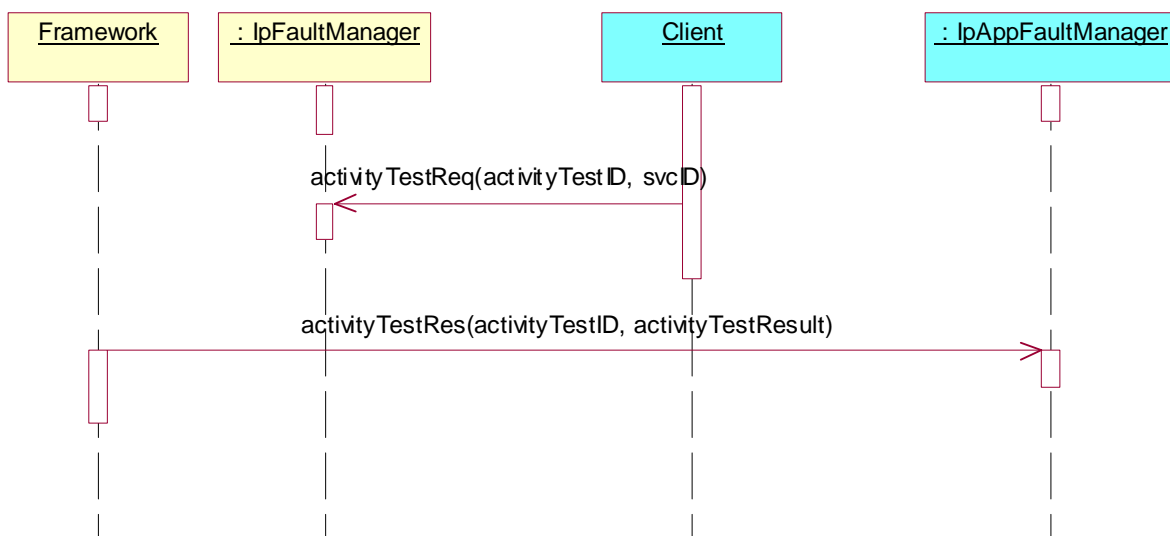 Framework
: IpFaultManager
Client
: IpAppFaultManager
activityTestReq(activityTestID, svcID)
activityTestRes(activityTestID, activityTestResult)